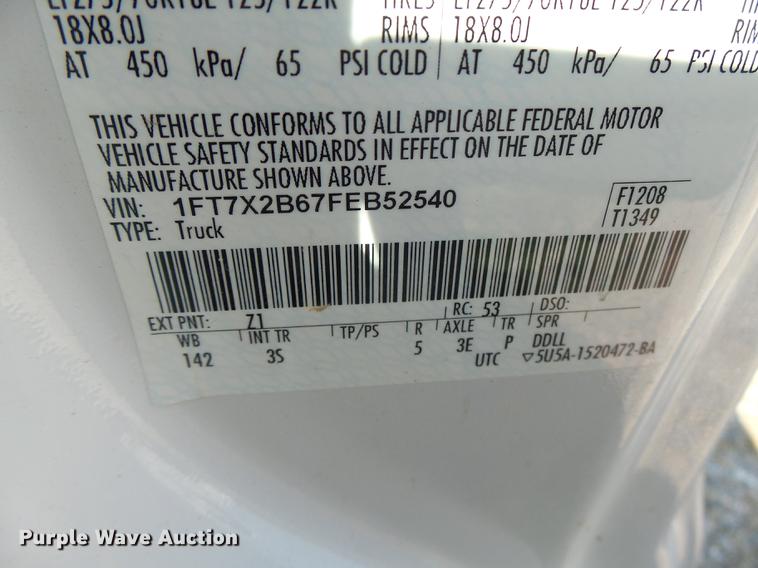 TIRES
18X8.0J RIMS 18X8.0J
AT 450 kPa/ 65 PSI COLD AT 450 kPa/ 65 PSI COLD
THIS VEHICLE CONFORMS TO ALL APPLICABLE FEDERAL MOTOR
VEHICLE SAFETY STANDARDS IN EFFECT ON THE DATE OF
MANUFACTURE SHOWN ABOVE.
VIN: 1FT7X2B67FEB52540 F1208
TYPE: Truck T1349
EXT PNT: Z1 RC: 53 DSO:
WB INT TR TP/PS R AXLE TR SPR
142 3S 5 3E P DDLL
UTC ▽5U5A-1520472-BA
Purple Wave Auction